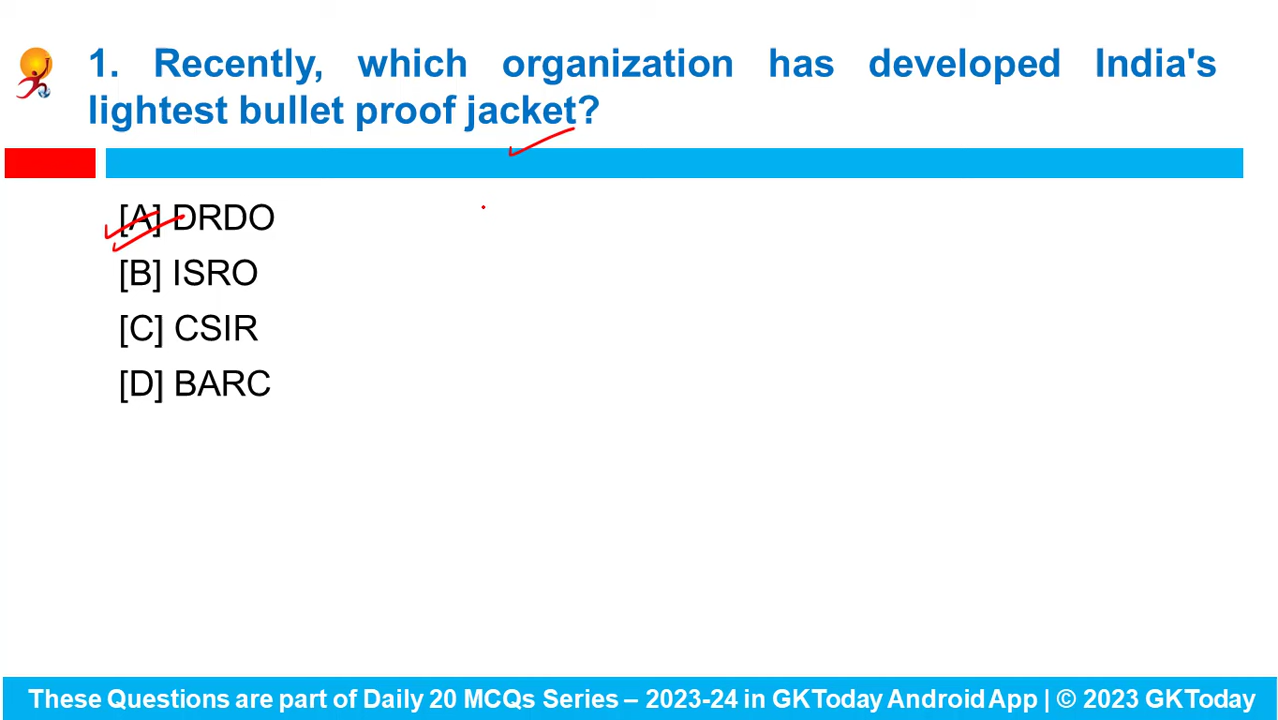 1. Recently, which organization has developed India's
lightest bullet proof jacket?
[A] DRDO
[B] ISRO
[C] CSIR
[D] BARC
These Questions are part of Daily 20 MCQs Series – 2023-24 in GKToday Android App | © 2023 GKToday